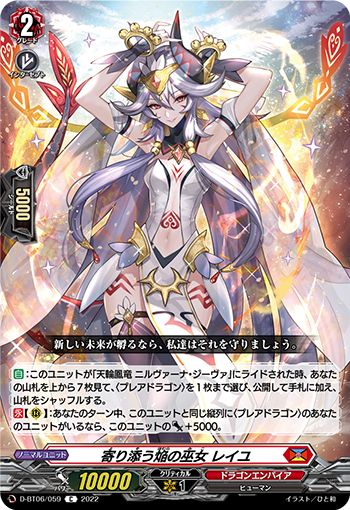 2
グレード
インターセプト
シールド
5000
新しい未来が孵るなら、私達はそれを守りましょう。
自:このユニットが「天輪鳳竜 ニルヴァーナ・ジーヴァ」にライドされた時、あなたの山札を上から7枚見て、〈プレアドラゴン〉を1枚まで選び、公開して手札に加え、山札をシャッフルする。
永【(R)】:あなたのターン中、このユニットと同じ縦列に〈プレアドラゴン〉のあなたのユニットがいるなら、このユニットの+5000。
ノーマルユニット
寄り添う焔の巫女 レイユ
パワー
10000
クリティカル
1
ドラゴンエンパイア
ヒューマン
D-BT06/059 C 2022
イラスト/ひと和